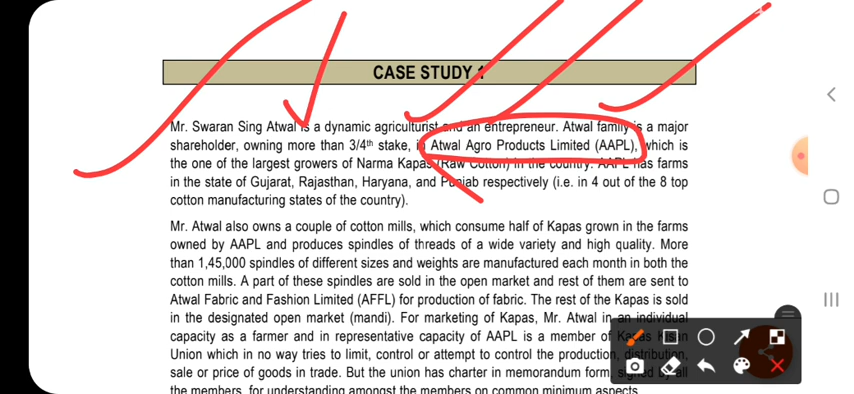 CASE STUDY 1
Mr. Swaran Sing Atwal is a dynamic agriculturist and an entrepreneur. Atwal family is a major
shareholder, owning more than 3/4th stake, in Atwal Agro Products Limited (AAPL), which is
the one of the largest growers of Narma Kapas (Raw Cotton) in the country. AAPL has farms
in the state of Gujarat, Rajasthan, Haryana, and Punjab respectively (i.e. in 4 out of the 8 top
cotton manufacturing states of the country).
Mr. Atwal also owns a couple of cotton mills, which consume half of Kapas grown in the farms
owned by AAPL and produces spindles of threads of a wide variety and high quality. More
than 1,45,000 spindles of different sizes and weights are manufactured each month in both the
cotton mills. A part of these spindles are sold in the open market and rest of them are sent to
Atwal Fabric and Fashion Limited (AFFL) for production of fabric. The rest of the Kapas is sold
in the designated open market (mandi). For marketing of Kapas, Mr. Atwal in an individual
capacity as a farmer and in representative capacity of AAPL is a member of Kapas Kisan
Union which in no way tries to limit, control or attempt to control the production, distribution,
sale or price of goods in trade. But the union has charter in memorandum form, signed by all
the members, for understanding amongst the members on common minimum aspects